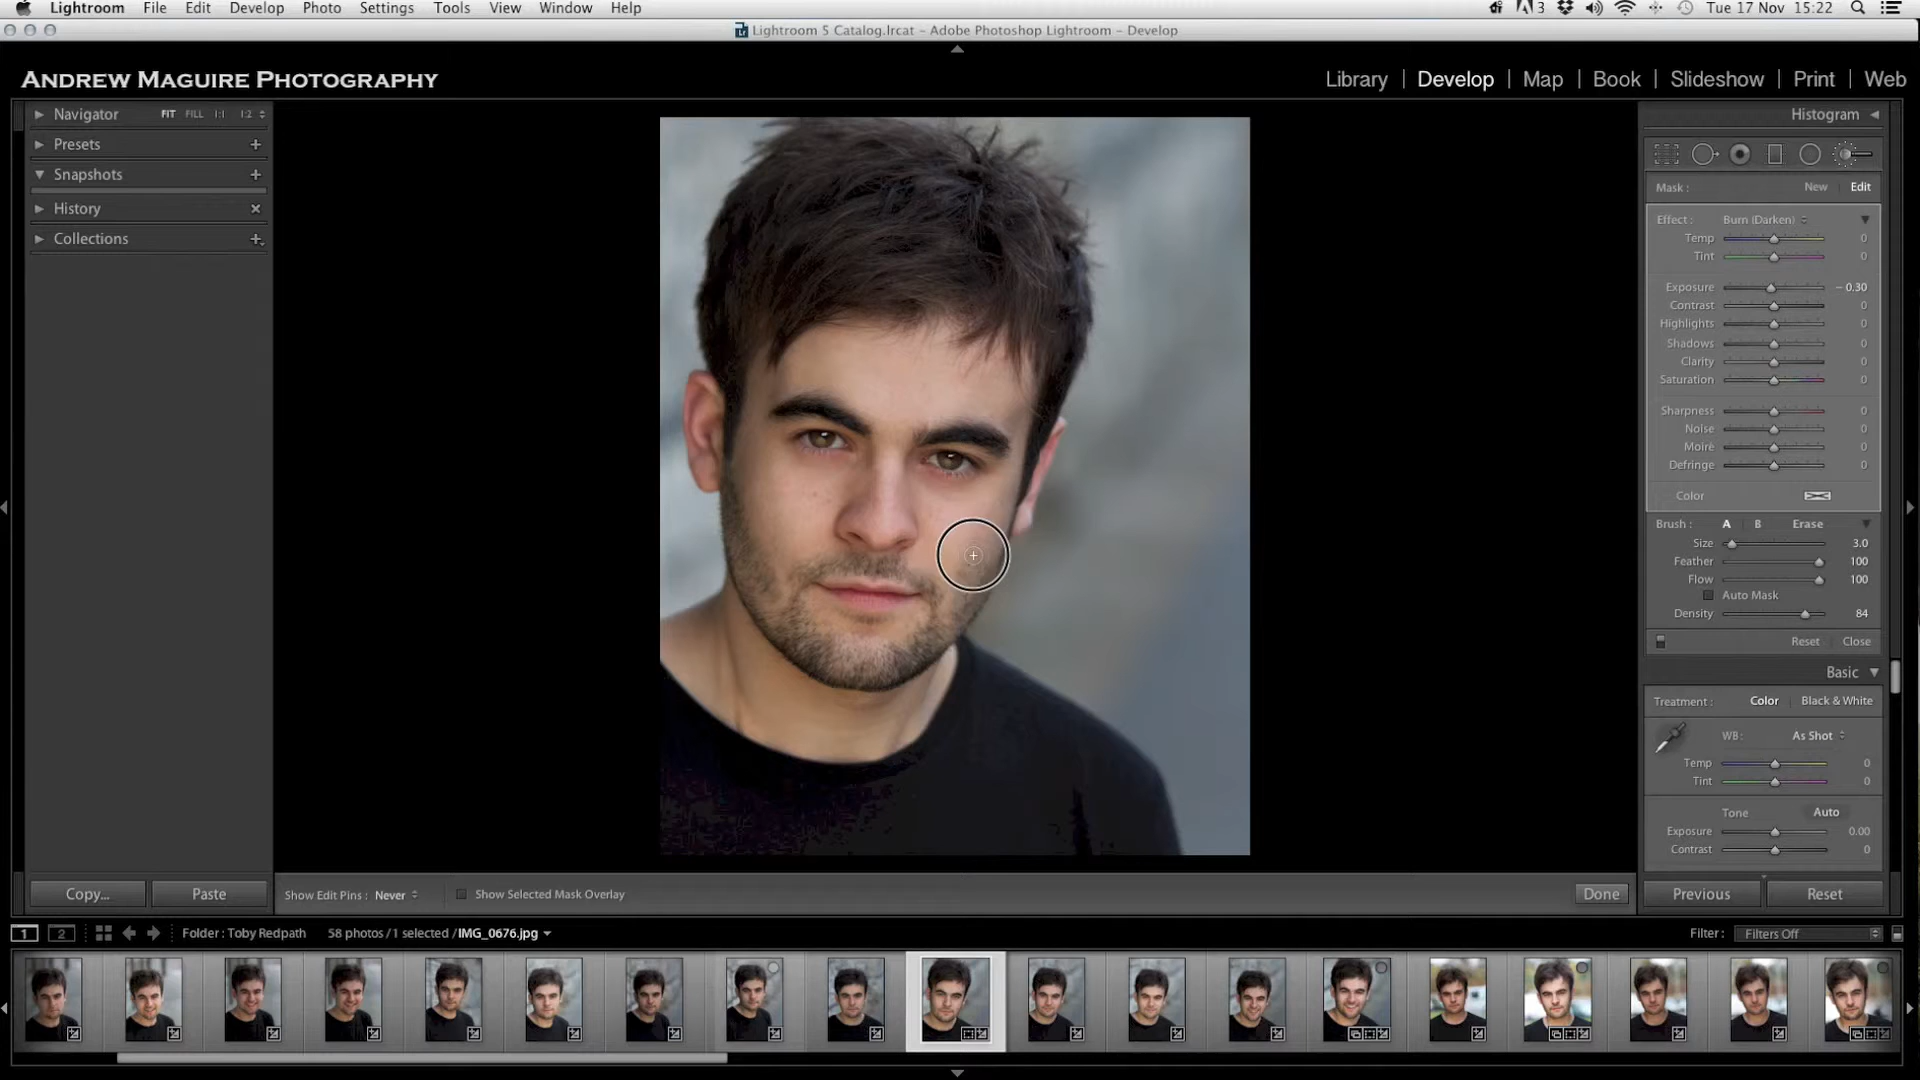 Lightroom File Edit Develop Photo Settings Tools View Window Help 3 Tue 17 Nov 15:22
Lightroom 5 Catalog.lrcat – Adobe Photoshop Lightroom – Develop
ANDREW MAGUIRE PHOTOGRAPHY
Library | Develop | Map | Book | Slideshow | Print | Web
Navigator FIT FILL 1:1 1:2
Presets
Snapshots
History
Collections
Histogram
Mask : New Edit
Effect : Burn (Darken)
Temp 0
Tint 0
Exposure – 0.30
Contrast 0
Highlights 0
Shadows 0
Clarity 0
Saturation 0
Sharpness 0
Noise 0
Moiré 0
Defringe 0
Color
Brush : A B Erase
Size 3.0
Feather 100
Flow 100
Auto Mask
Density 84
Reset Close
Basic
Treatment : Color Black & White
WB : As Shot
Temp 0
Tint 0
Tone Auto
Exposure 0.00
Contrast 0
Copy... Paste
Show Edit Pins : Never Show Selected Mask Overlay Done
Previous Reset
1 2 Folder : Toby Redpath 58 photos / 1 selected / IMG_0676.jpg Filter : Filters Off